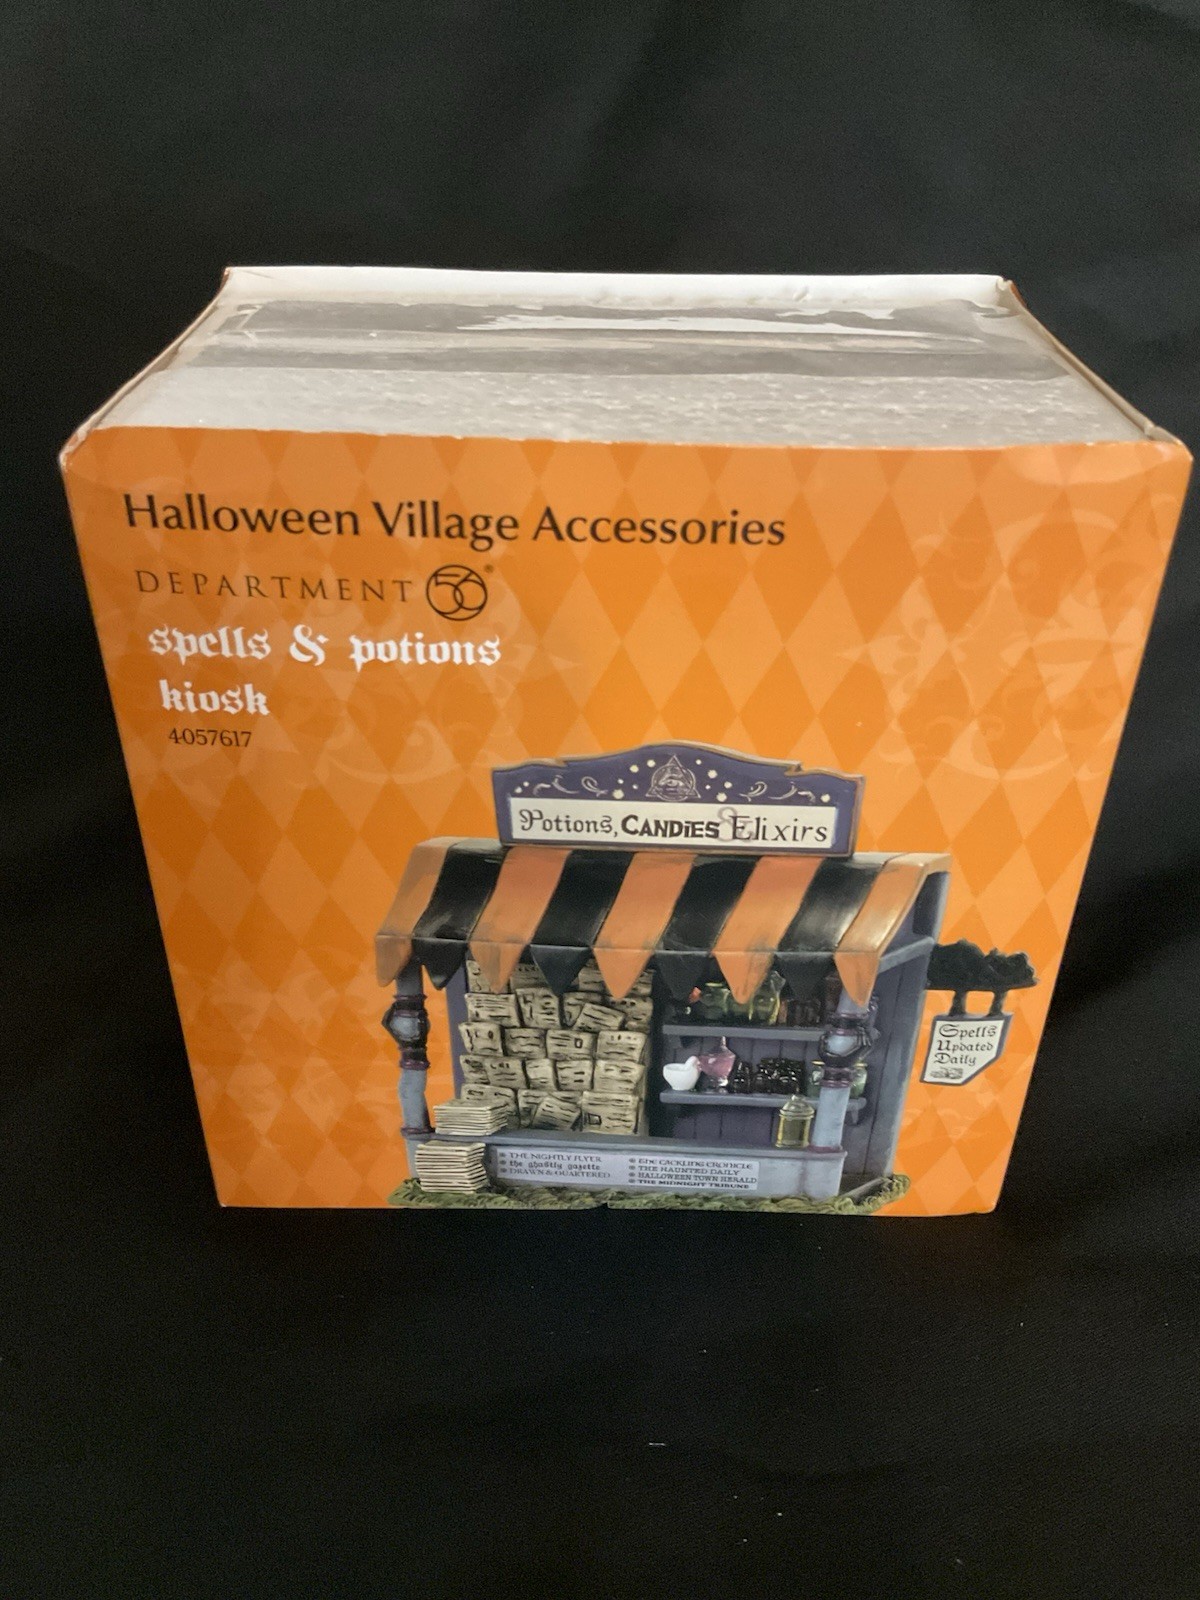 Halloween Village Accessories
DEPARTMENT 56®
spells & potions
kiosk
4057617
Potions, CANDIES & Elixirs
Spells
Updated
Daily
THE NIGHTLY FLYER
the ghastly gazette
DRAWN & QUARTERED
THE CACKLING CHRONICLE
THE HAUNTED DAILY
HALLOWEEN TOWN HERALD
THE MIDNIGHT TRIBUNE